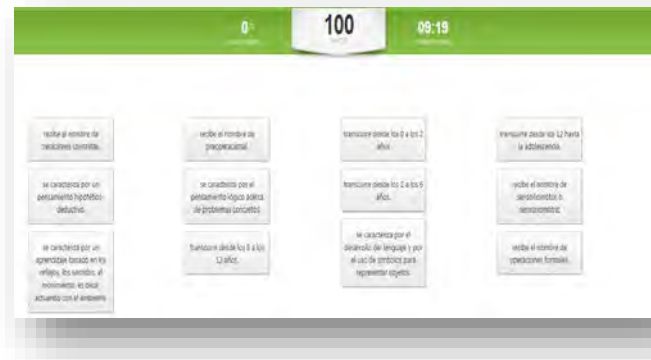 0
100
09:19
recibe el nombre de
operaciones concretas.
recibe el nombre de
preoperacional.
transcurre desde los 0 a los 2
años.
transcurre desde los 12 hasta
la adolescencia.
se caracteriza por un
pensamiento hipotético-
deductivo.
se caracteriza por el
pensamiento lógico acerca
de problemas concretos
transcurre desde los 2 a los 6
años.
recibe el nombre de
sensoriomotriz.
se caracteriza por un
aprendizaje basado en los
reflejos, los sentidos, el
movimiento, es decir,
actuando con el ambiente
transcurre desde los
12 años.
se caracteriza por el
desarrollo del lenguaje y por
el uso de símbolos para
representar objetos.
recibe el nombre de
operaciones formales.